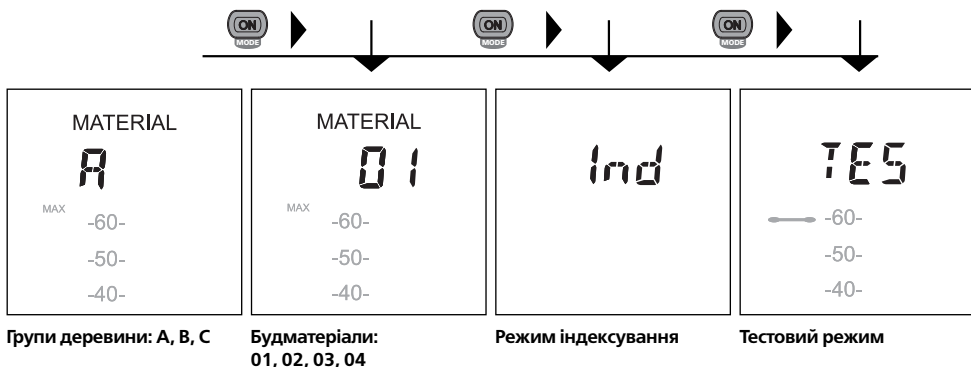 ON
MODE
ON
MODE
ON
MODE
MATERIAL
A
MAX
-60-
-50-
-40-
MATERIAL
01
MAX
-60-
-50-
-40-
Ind
TES
-60-
-50-
-40-
Групи деревини: A, B, C
Будматеріали:
01, 02, 03, 04
Режим індексування
Тестовий режим